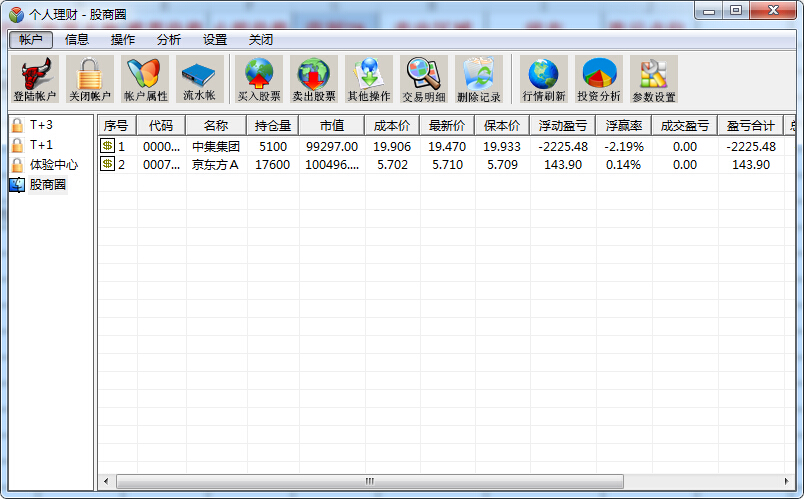 个人理财 - 股商圈
帐户 信息 操作 分析 设置 关闭
登陆帐户 关闭帐户 帐户属性 流水帐 买入股票 卖出股票 其他操作 交易明细 删除记录 行情刷新 投资分析 参数设置
T+3
T+1
体验中心
股商圈
序号 代码 名称 持仓量 市值 成本价 最新价 保本价 浮动盈亏 浮赢率 成交盈亏 盈亏合计
1 0000... 中集集团 5100 99297.00 19.906 19.470 19.933 -2225.48 -2.19% 0.00 -2225.48
2 0007... 京东方A 17600 100496.... 5.702 5.710 5.709 143.90 0.14% 0.00 143.90